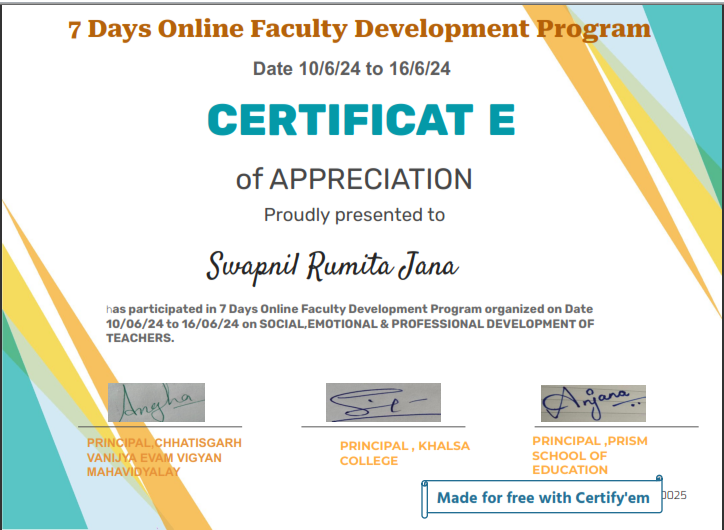 7 Days Online Faculty Development Program
Date 10/6/24 to 16/6/24
CERTIFICAT E
of APPRECIATION
Proudly presented to
Swapnil Rumita Jana
has participated in 7 Days Online Faculty Development Program organized on Date
10/06/24 to 16/06/24 on SOCIAL,EMOTIONAL & PROFESSIONAL DEVELOPMENT OF
TEACHERS.
Angha
Anjana
PRINCIPAL,CHHATISGARH
VANIJYA EVAM VIGYAN
MAHAVIDYALAY
PRINCIPAL , KHALSA
COLLEGE
PRINCIPAL ,PRISM
SCHOOL OF
EDUCATION
Made for free with Certify'em
0025